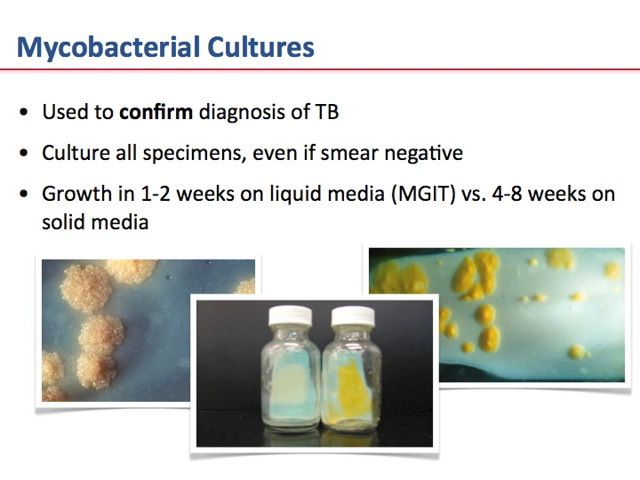 Mycobacterial Cultures
• Used to confirm diagnosis of TB
• Culture all specimens, even if smear negative
• Growth in 1-2 weeks on liquid media (MGIT) vs. 4-8 weeks on
solid media